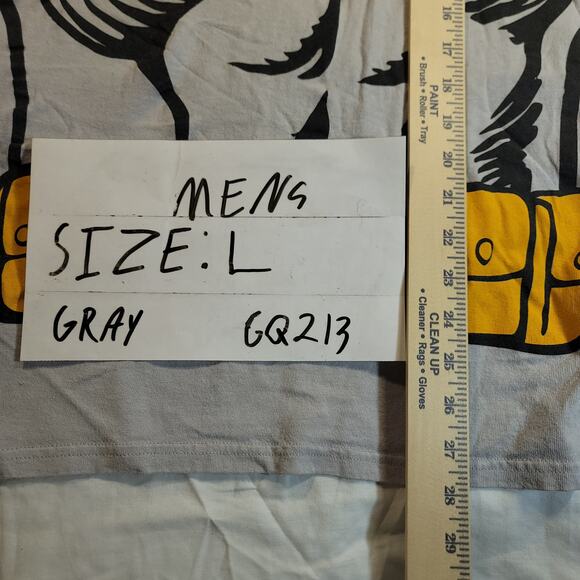 MENS
SIZE: L
GRAY GQ213
16
17
18
19
20
21
22
23
24
25
26
27
28
29
PAINT
• Brush • Roller • Tray
CLEAN UP
• Cleaner • Rags • Gloves